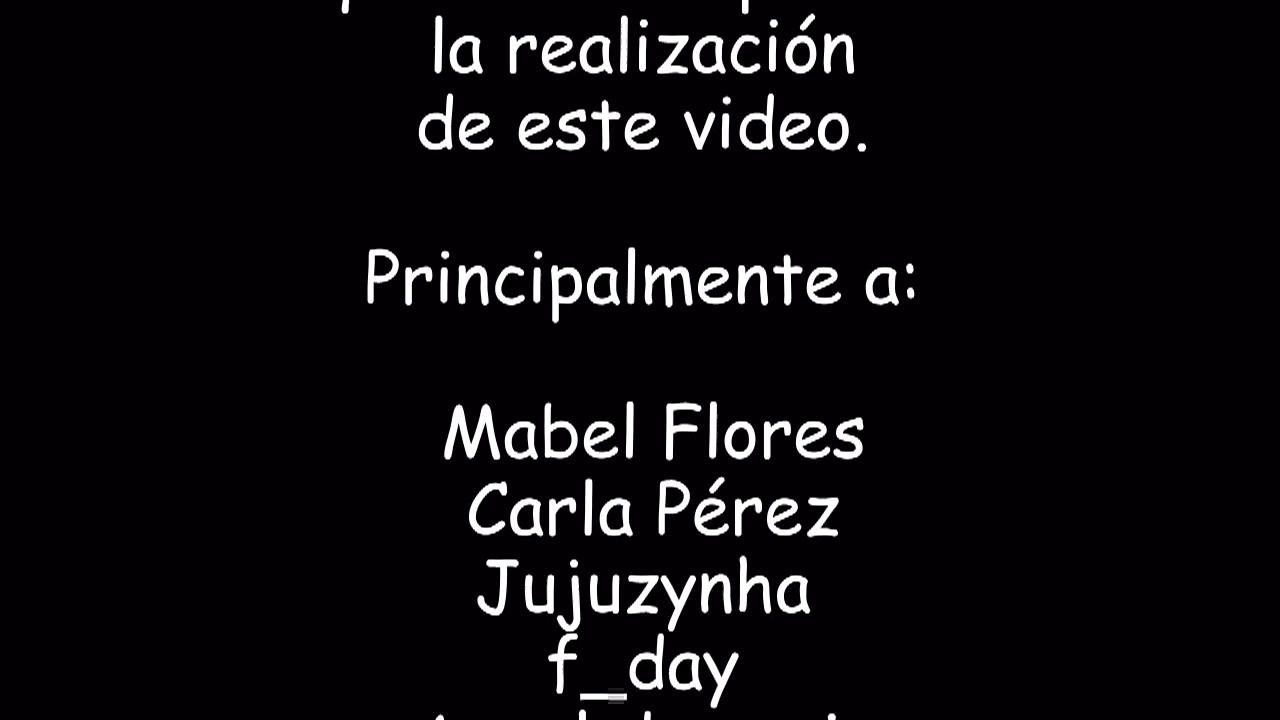 la realización
de este video.
Principalmente a:
Mabel Flores
Carla Pérez
Jujuzynha
f_day